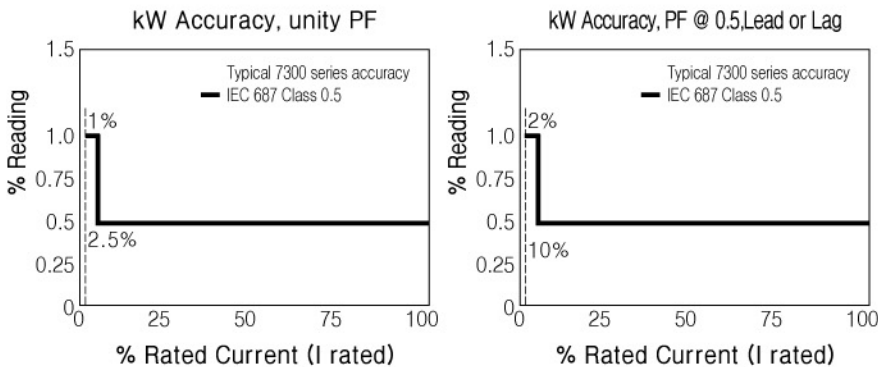 kW Accuracy, unity PF
1.5
Typical 7300 series accuracy
IEC 687 Class 0.5
1%
1.0
0.75
0.5
2.5%
0.25
0
0 25 50 75 100
% Reading
% Rated Current (I rated)
kW Accuracy, PF @ 0.5,Lead or Lag
1.5
Typical 7300 series accuracy
IEC 687 Class 0.5
2%
1.0
0.75
0.5
10%
0.25
0
0 25 50 75 100
% Reading
% Rated Current (I rated)